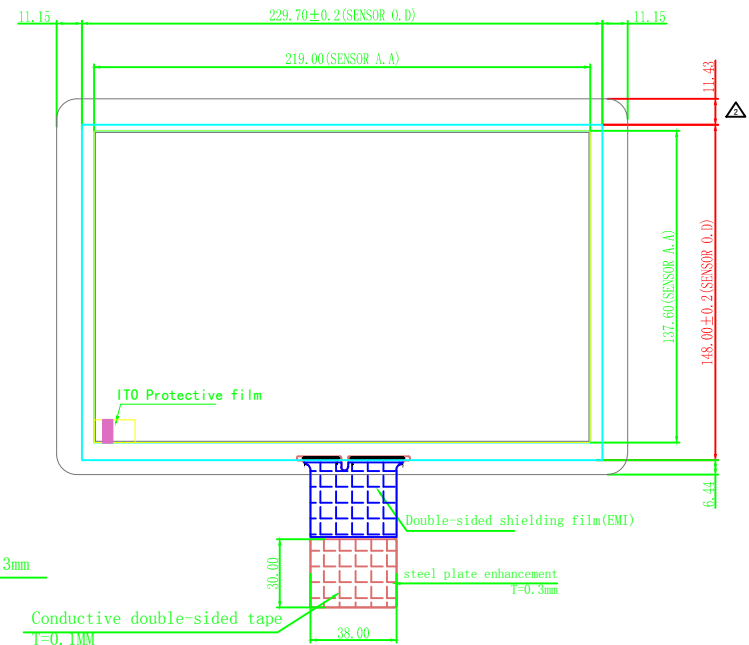 11.15
229.70±0.2(SENSOR O.D)
11.15
219.00(SENSOR A.A)
11.43
2
137.60(SENSOR A.A)
148.00±0.2(SENSOR O.D)
ITO Protective film
6.44
Double-sided shielding film(EMI)
3mm
30.00
steel plate enhancement
T=0.3mm
Conductive double-sided tape
T=0.1MM
38.00